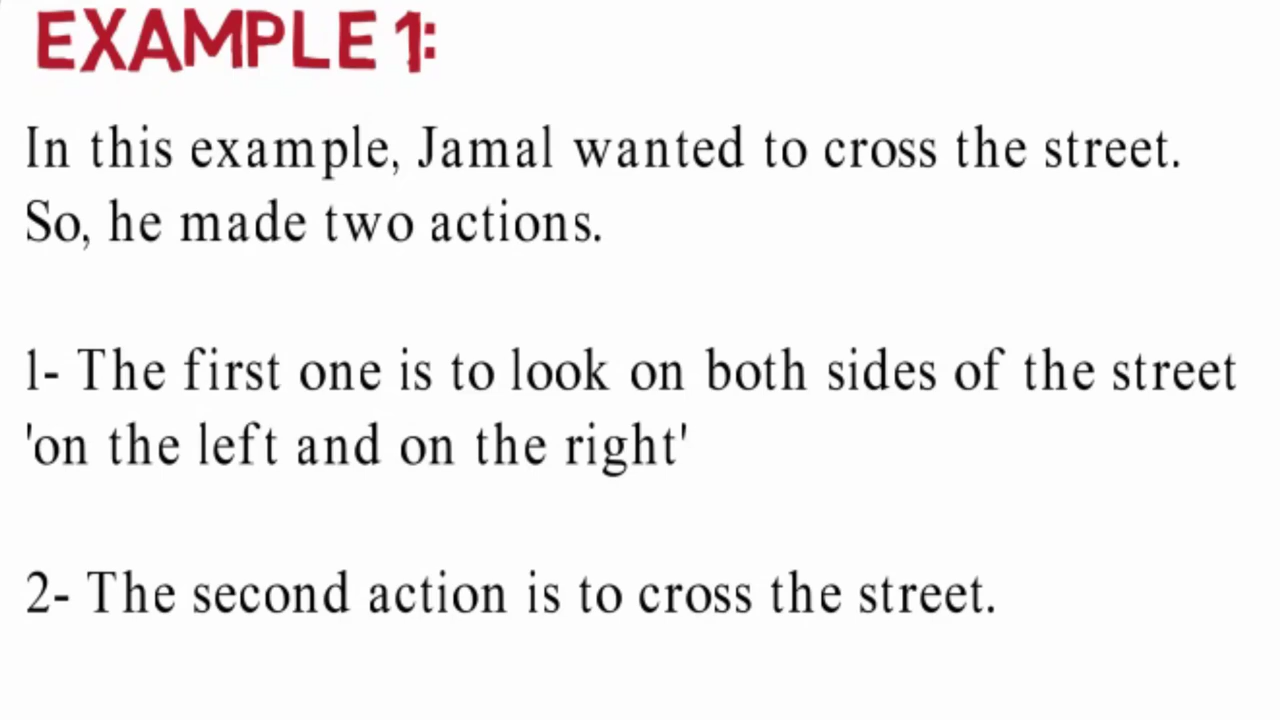 EXAMPLE 1:
In this example, Jamal wanted to cross the street.
So, he made two actions.
1- The first one is to look on both sides of the street
'on the left and on the right'
2- The second action is to cross the street.